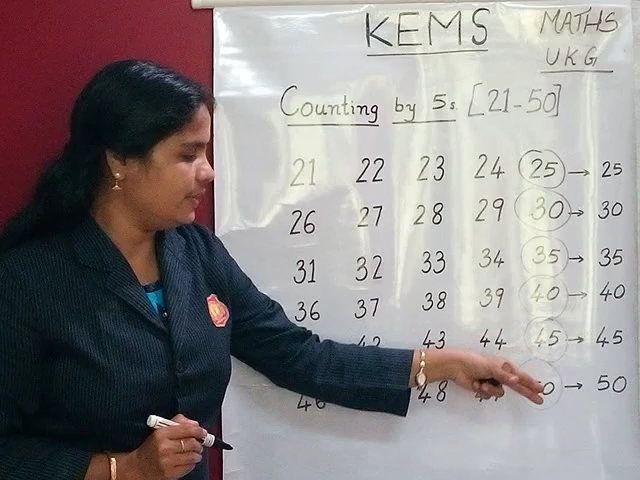 KEMS
MATHS
UKG
Counting by 5s [21-50]
21 22 23 24 25 → 25
26 27 28 29 30 → 30
31 32 33 34 35 → 35
36 37 38 39 40 → 40
43 44 45 → 45
48 → 50